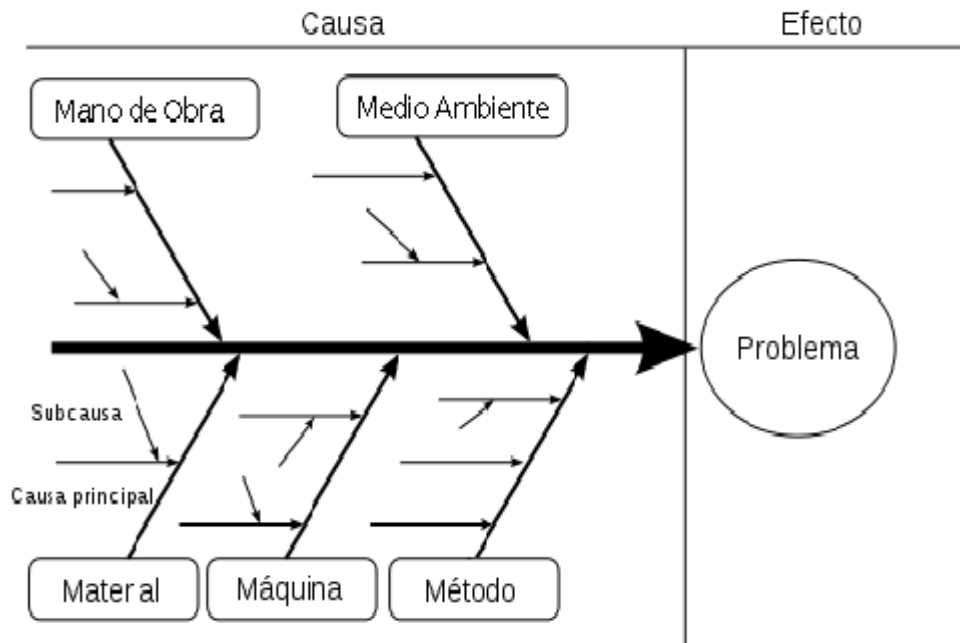 Causa
Efecto
Mano de Obra
Medio Ambiente
Problema
Subcausa
Causa principal
Mater al
Máquina
Método